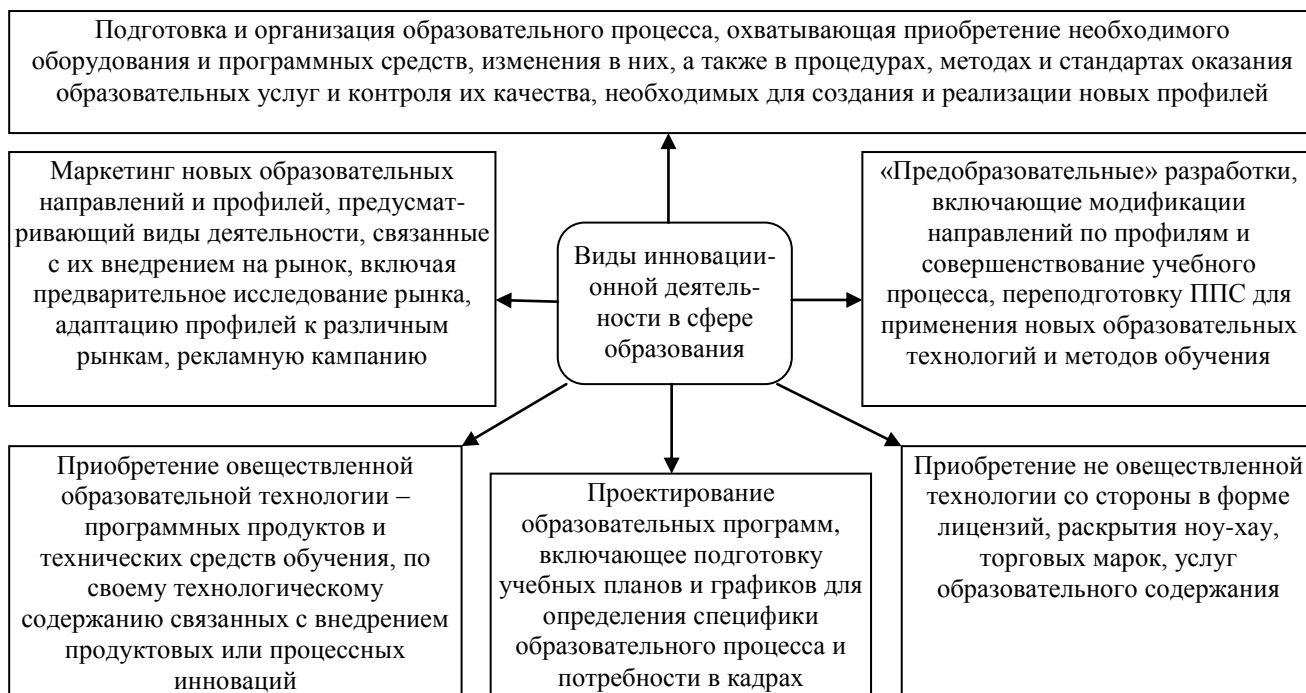 Подготовка и организация образовательного процесса, охватывающая приобретение необходимого
оборудования и программных средств, изменения в них, а также в процедурах, методах и стандартах оказания
образовательных услуг и контроля их качества, необходимых для создания и реализации новых профилей
Маркетинг новых образовательных
направлений и профилей, предусмат-
ривающий виды деятельности, связанные
с их внедрением на рынок, включая
предварительное исследование рынка,
адаптацию профилей к различным
рынкам, рекламную кампанию
Виды инноваци-
онной деятель-
ности в сфере
образования
«Предобразовательные» разработки,
включающие модификации
направлений по профилям и
совершенствование учебного
процесса, переподготовку ППС для
применения новых образовательных
технологий и методов обучения
Приобретение овеществленной
образовательной технологии –
программных продуктов и
технических средств обучения, по
своему технологическому
содержанию связанных с внедрением
продуктовых или процессных
инноваций
Проектирование
образовательных программ,
включающее подготовку
учебных планов и графиков для
определения специфики
образовательного процесса и
потребности в кадрах
Приобретение не овеществленной
технологии со стороны в форме
лицензий, раскрытия ноу-хау,
торговых марок, услуг
образовательного содержания